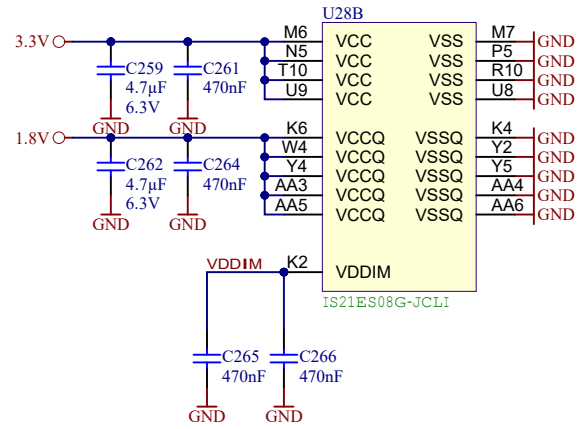 U28B
3.3V
M6 VCC VSS M7 GND
N5 VCC VSS P5 GND
T10 VCC VSS R10 GND
U9 VCC VSS U8 GND
C259
4.7µF
6.3V
GND
C261
470nF
GND
1.8V
K6 VCCQ VSSQ K4 GND
W4 VCCQ VSSQ Y2 GND
Y4 VCCQ VSSQ Y5 GND
AA3 VCCQ VSSQ AA4 GND
AA5 VCCQ VSSQ AA6 GND
C262
4.7µF
6.3V
GND
C264
470nF
GND
VDDIM K2 VDDIM
IS21ES08G-JCLI
C265
470nF
GND
C266
470nF
GND